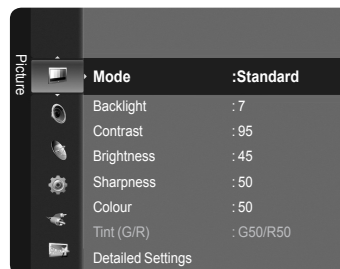 Picture
Mode :Standard
Backlight : 7
Contrast : 95
Brightness : 45
Sharpness : 50
Colour : 50
Tint (G/R) : G50/R50
Detailed Settings